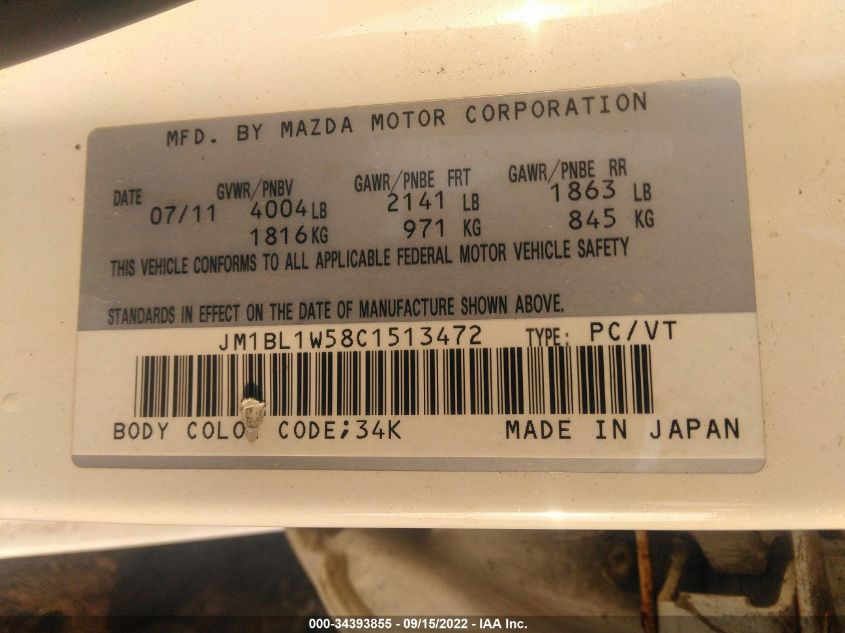 MFD. BY MAZDA MOTOR CORPORATION
DATE GVWR/PNBV GAWR/PNBE FRT GAWR/PNBE RR
07/11 4004 LB 2141 LB 1863 LB
1816 KG 971 KG 845 KG
THIS VEHICLE CONFORMS TO ALL APPLICABLE FEDERAL MOTOR VEHICLE SAFETY
STANDARDS IN EFFECT ON THE DATE OF MANUFACTURE SHOWN ABOVE.
JM1BL1W58C1513472 TYPE: PC/VT
BODY COLO CODE;34K MADE IN JAPAN
000-34393855 - 09/15/2022 - IAA Inc.